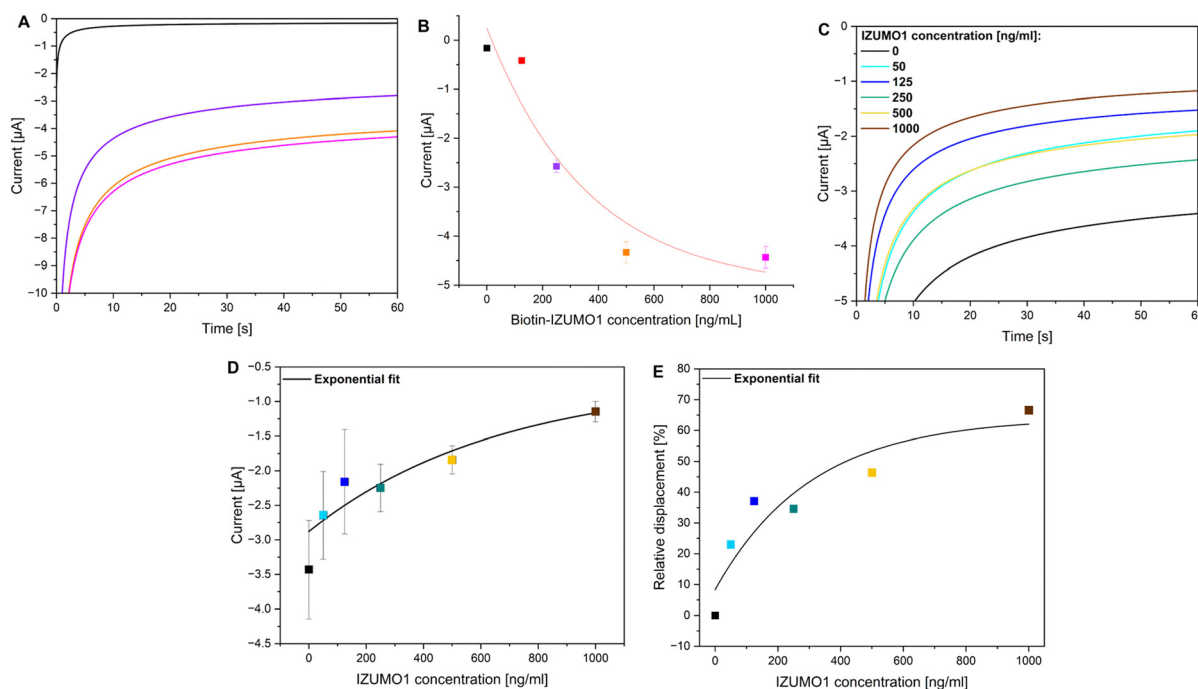 A
0
−1
−2
−3
−4
−5
−6
−7
−8
−9
−10
Current [µA]
0 10 20 30 40 50 60
Time [s]
B
0
−1
−2
−3
−4
−5
Current [µA]
0 200 400 600 800 1000
Biotin-IZUMO1 concentration [ng/mL]
C
0
−1
−2
−3
−4
−5
Current [µA]
IZUMO1 concentration [ng/ml]:
0
50
125
250
500
1000
0 10 20 30 40 50 60
Time [s]
D
Exponential fit
−0.5
−1.0
−1.5
−2.0
−2.5
−3.0
−3.5
−4.0
−4.5
Current [µA]
0 200 400 600 800 1000
IZUMO1 concentration [ng/ml]
E
Exponential fit
80
70
60
50
40
30
20
10
0
−10
Relative displacement [%]
0 200 400 600 800 1000
IZUMO1 concentration [ng/ml]